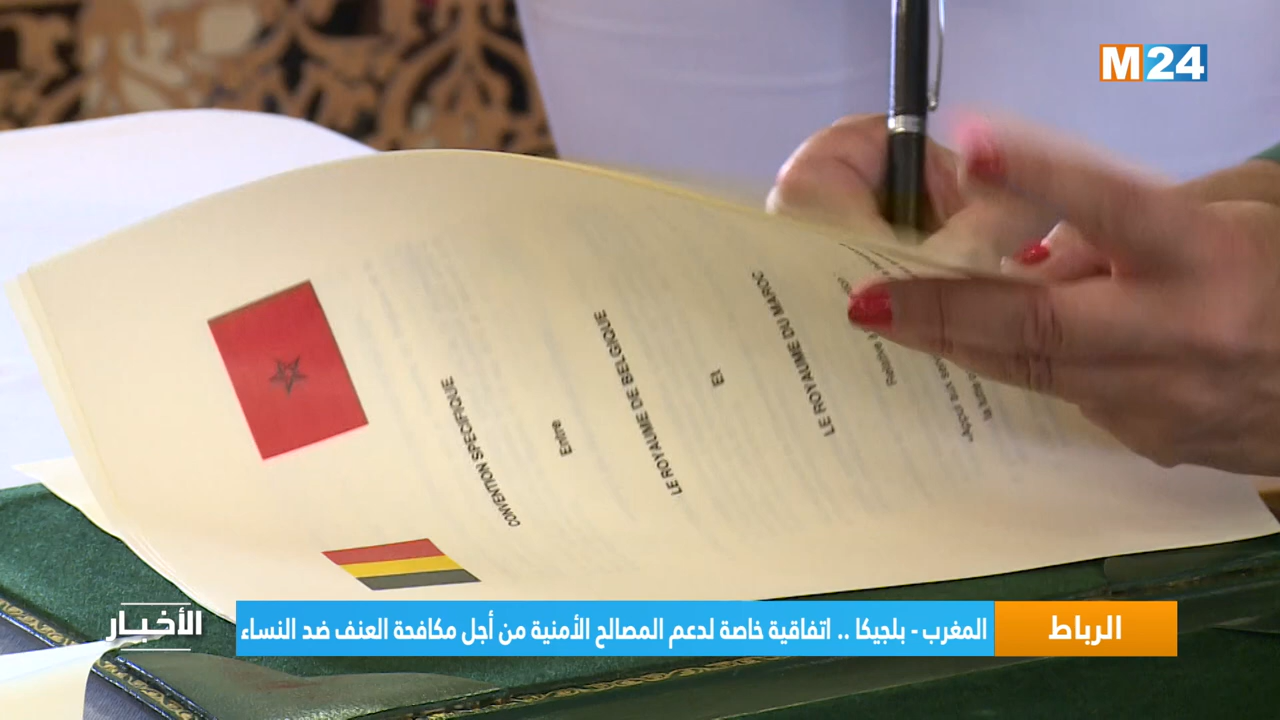 M24
CONVENTION SPECIFIQUE
Entre
LE ROYAUME DE BELGIQUE
Et
LE ROYAUME DU MAROC
Relative à
الرباط
المغرب - بلجيكا .. اتفاقية خاصة لدعم المصالح الأمنية من أجل مكافحة العنف ضد النساء
الأخبار